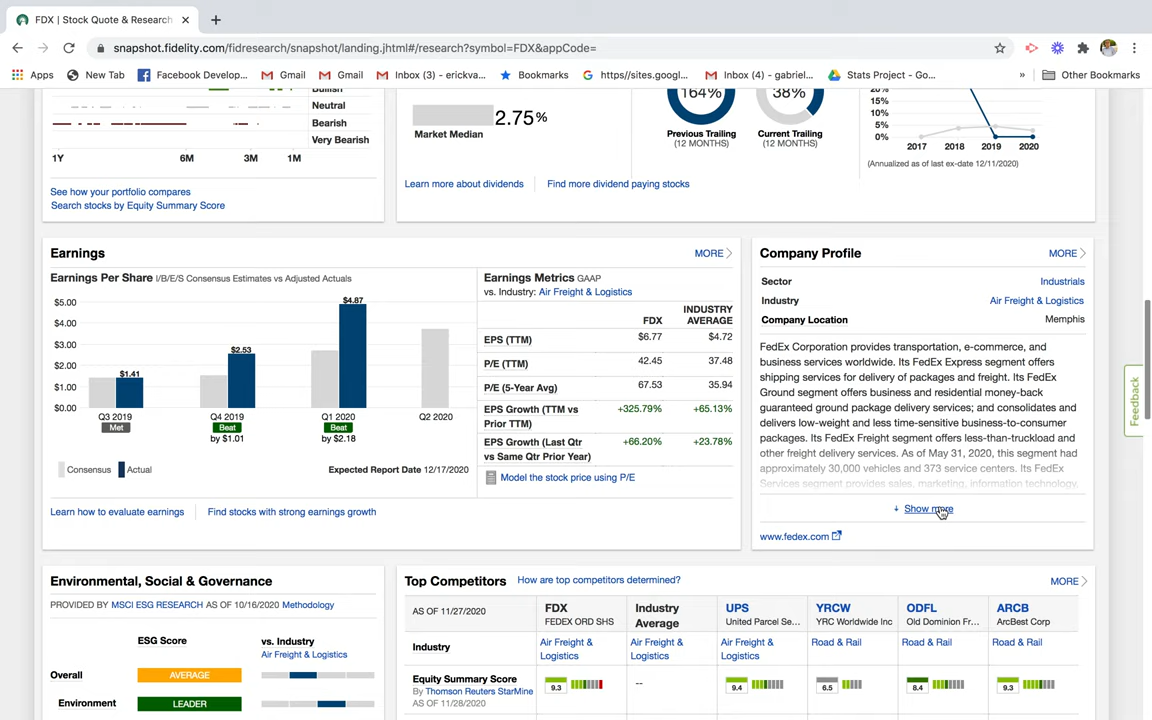 FDX | Stock Quote & Research
snapshot.fidelity.com/fidresearch/snapshot/landing.jhtml#/research?symbol=FDX&appCode=
Apps
New Tab
Facebook Develop...
Gmail
Gmail
Inbox (3) - erickva...
Bookmarks
https//sites.googl...
Inbox (4) - gabriel...
Stats Project - Go...
»
Other Bookmarks
Bullish
Neutral
Bearish
Very Bearish
1Y 6M 3M 1M
See how your portfolio compares
Search stocks by Equity Summary Score
2.75%
Market Median
164%
Previous Trailing
(12 MONTHS)
38%
Current Trailing
(12 MONTHS)
20%
15%
10%
5%
0%
2017 2018 2019 2020
(Annualized as of last ex-date 12/11/2020)
Learn more about dividends
Find more dividend paying stocks
Earnings
MORE
Earnings Per Share I/B/E/S Consensus Estimates vs Adjusted Actuals
$5.00
$4.00
$3.00
$2.00
$1.00
$0.00
$1.41
$2.53
$4.87
Q3 2019 Q4 2019 Q1 2020 Q2 2020
Met Beat Beat
by $1.01 by $2.18
Consensus Actual
Expected Report Date 12/17/2020
Earnings Metrics GAAP
vs. Industry: Air Freight & Logistics
FDX INDUSTRY AVERAGE
EPS (TTM) $6.77 $4.72
P/E (TTM) 42.45 37.48
P/E (5-Year Avg) 67.53 35.94
EPS Growth (TTM vs +325.79% +65.13%
Prior TTM)
EPS Growth (Last Qtr +66.20% +23.78%
vs Same Qtr Prior Year)
Model the stock price using P/E
Learn how to evaluate earnings
Find stocks with strong earnings growth
Company Profile
MORE
Sector Industrials
Industry Air Freight & Logistics
Company Location Memphis
FedEx Corporation provides transportation, e-commerce, and
business services worldwide. Its FedEx Express segment offers
shipping services for delivery of packages and freight. Its FedEx
Ground segment offers business and residential money-back
guaranteed ground package delivery services; and consolidates and
delivers low-weight and less time-sensitive business-to-consumer
packages. Its FedEx Freight segment offers less-than-truckload and
other freight delivery services. As of May 31, 2020, this segment had
approximately 30,000 vehicles and 373 service centers. Its FedEx
Services segment provides sales, marketing, information technology,
Show more
www.fedex.com
Feedback
Environmental, Social & Governance
PROVIDED BY MSCI ESG RESEARCH AS OF 10/16/2020 Methodology
ESG Score vs. Industry
Air Freight & Logistics
Overall AVERAGE
Environment LEADER
Top Competitors
How are top competitors determined?
MORE
AS OF 11/27/2020
FDX
FEDEX ORD SHS
Industry Average
UPS
United Parcel Se...
YRCW
YRC Worldwide Inc
ODFL
Old Dominion Fr...
ARCB
ArcBest Corp
Industry
Air Freight & Logistics
Air Freight & Logistics
Air Freight & Logistics
Road & Rail
Road & Rail
Road & Rail
Equity Summary Score
By Thomson Reuters StarMine
AS OF 11/28/2020
9.3 -- 9.4 6.5 8.4 9.3